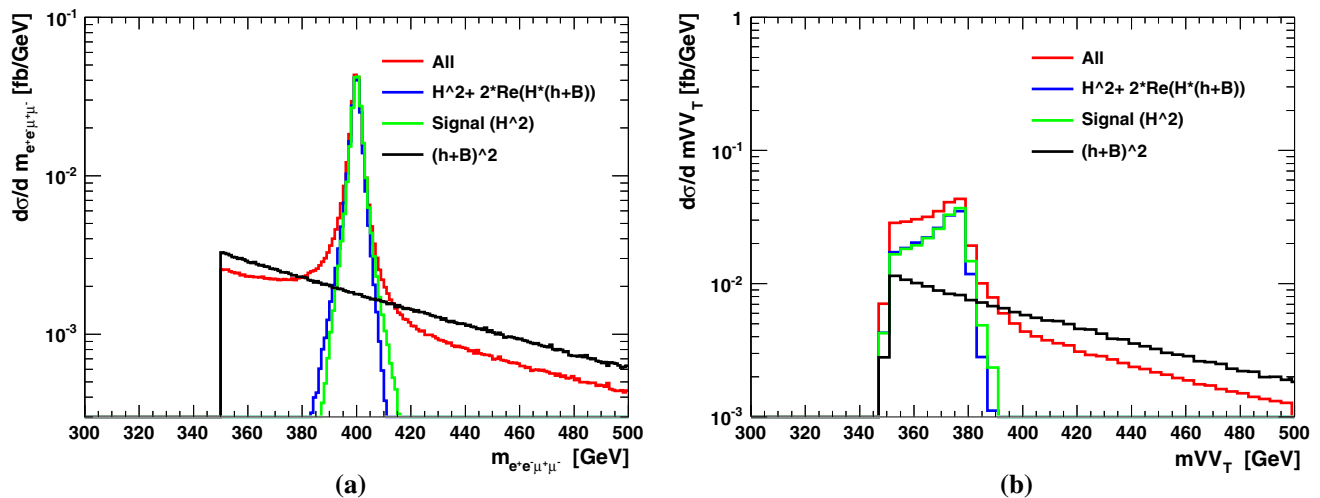 dσ/d m_e⁺e⁻μ⁺μ⁻ [fb/GeV]
10⁻¹
10⁻²
10⁻³
All
H^2+ 2*Re(H*(h+B))
Signal (H^2)
(h+B)^2
300 320 340 360 380 400 420 440 460 480 500
m_e⁺e⁻μ⁺μ⁻ [GeV]
(a)
dσ/d mVV_T [fb/GeV]
1
10⁻¹
10⁻²
10⁻³
All
H^2+ 2*Re(H*(h+B))
Signal (H^2)
(h+B)^2
300 320 340 360 380 400 420 440 460 480 500
mVV_T [GeV]
(b)